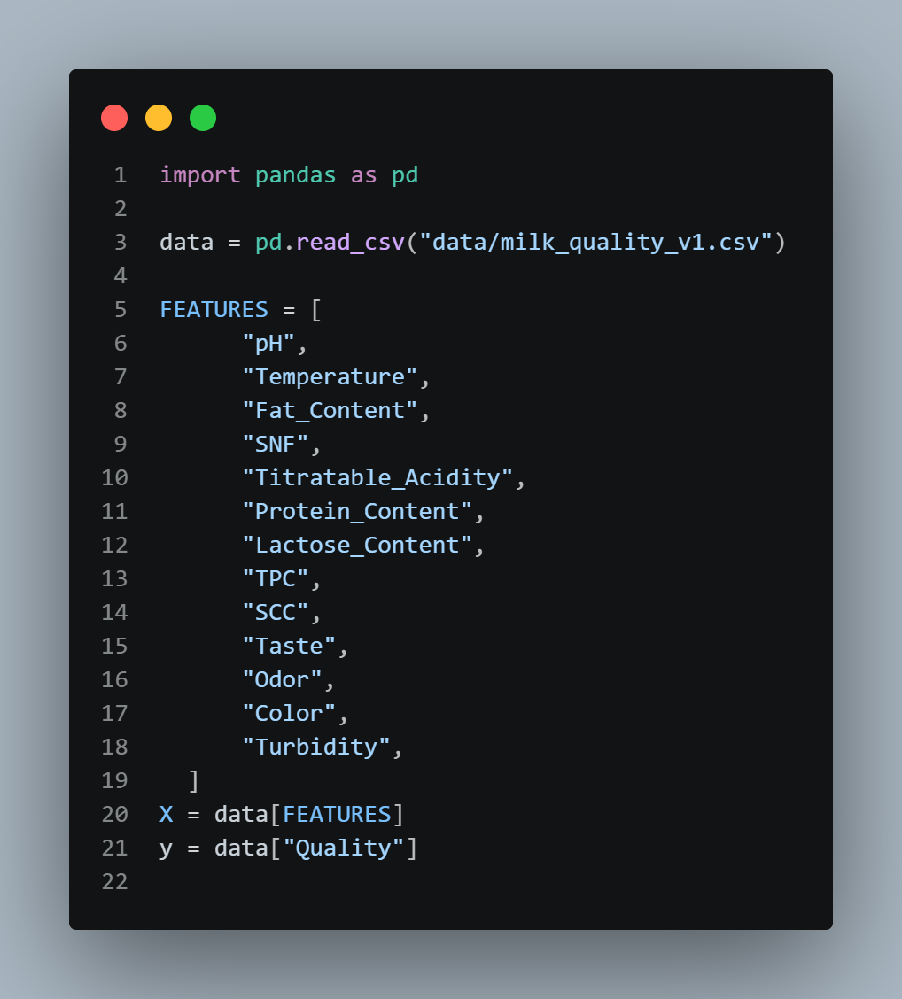 1 import pandas as pd
2
3 data = pd.read_csv("data/milk_quality_v1.csv")
4
5 FEATURES = [
6       "pH",
7       "Temperature",
8       "Fat_Content",
9       "SNF",
10       "Titratable_Acidity",
11       "Protein_Content",
12       "Lactose_Content",
13       "TPC",
14       "SCC",
15       "Taste",
16       "Odor",
17       "Color",
18       "Turbidity",
19   ]
20 X = data[FEATURES]
21 y = data["Quality"]
22